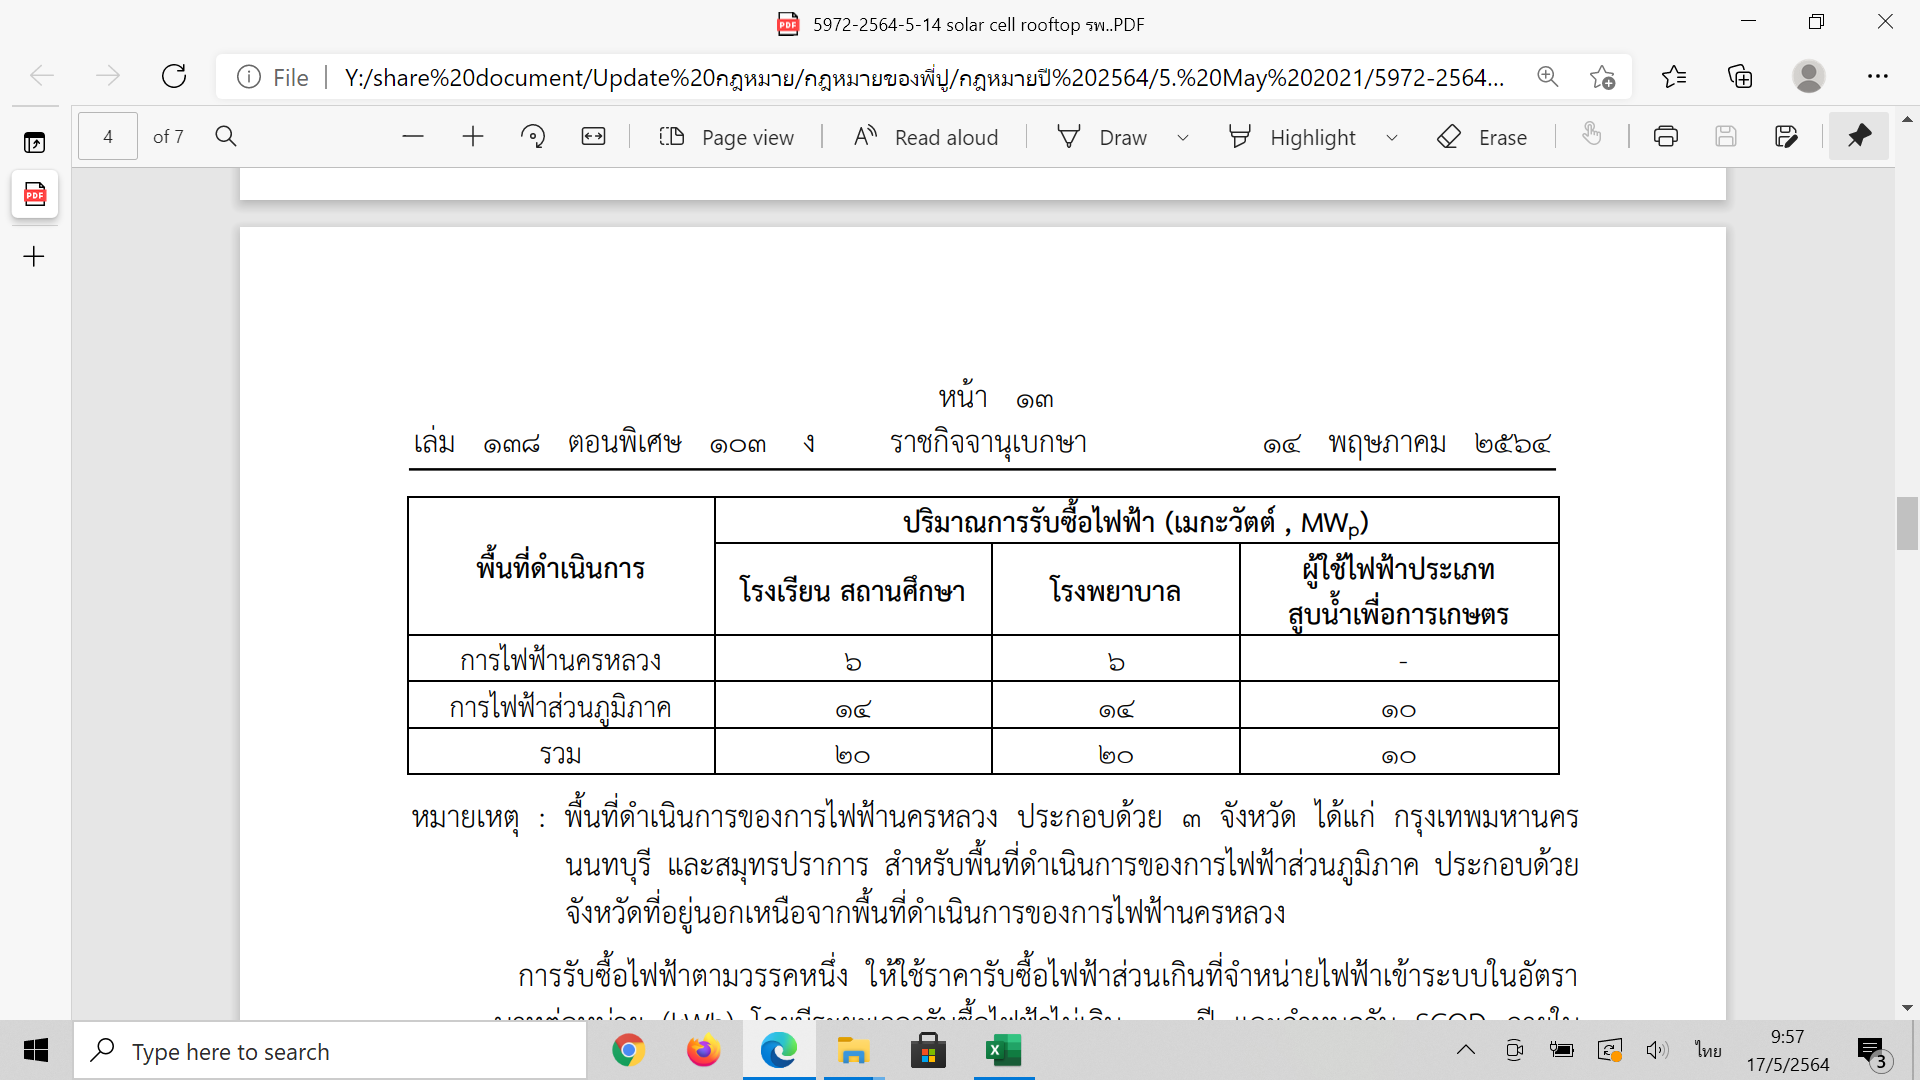 5972-2564-5-14 solar cell rooftop รพ..PDF
File Y:/share%20document/Update%20กฎหมาย/กฎหมายของพี่ปู/กฎหมายปี%202564/5.%20May%202021/5972-2564...
4 of 7 Page view Read aloud Draw Highlight Erase
หน้า ๑๓
เล่ม ๑๓๘ ตอนพิเศษ ๑๐๓ ง ราชกิจจานุเบกษา ๑๔ พฤษภาคม ๒๕๖๔
ปริมาณการรับซื้อไฟฟ้า (เมกะวัตต์ , MWp)
พื้นที่ดำเนินการ
โรงเรียน สถานศึกษา โรงพยาบาล ผู้ใช้ไฟฟ้าประเภท
สูบน้ำเพื่อการเกษตร
การไฟฟ้านครหลวง ๖ ๖ -
การไฟฟ้าส่วนภูมิภาค ๑๔ ๑๔ ๑๐
รวม ๒๐ ๒๐ ๑๐
หมายเหตุ : พื้นที่ดำเนินการของการไฟฟ้านครหลวง ประกอบด้วย ๓ จังหวัด ได้แก่ กรุงเทพมหานคร
นนทบุรี และสมุทรปราการ สำหรับพื้นที่ดำเนินการของการไฟฟ้าส่วนภูมิภาค ประกอบด้วย
จังหวัดที่อยู่นอกเหนือจากพื้นที่ดำเนินการของการไฟฟ้านครหลวง
การรับซื้อไฟฟ้าตามวรรคหนึ่ง ให้ใช้ราคารับซื้อไฟฟ้าส่วนเกินที่จำหน่ายไฟฟ้าเข้าระบบในอัตรา
Type here to search
ไทย
9:57
17/5/2564
3